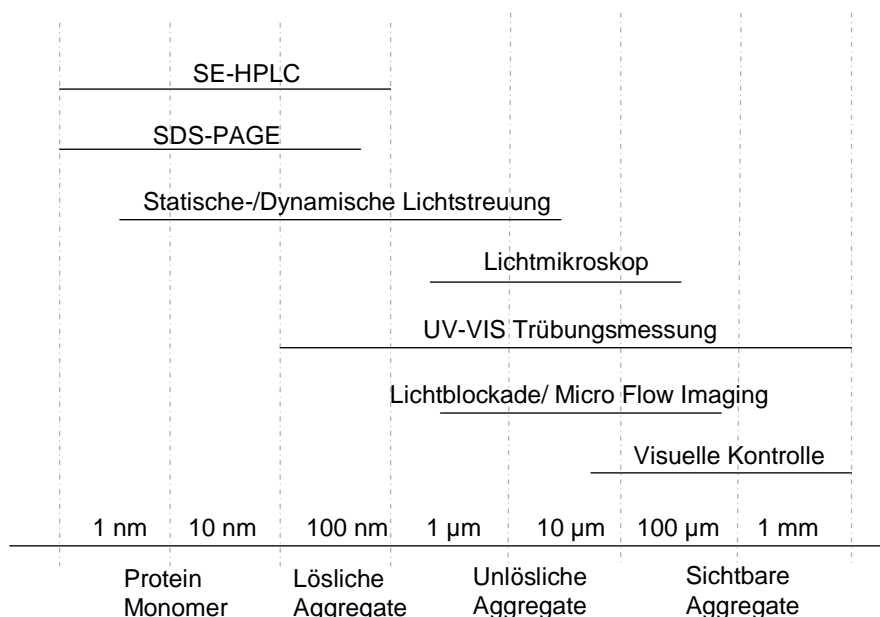 SE-HPLC
SDS-PAGE
Statische-/Dynamische Lichtstreuung
Lichtmikroskop
UV-VIS Trübungsmessung
Lichtblockade/ Micro Flow Imaging
Visuelle Kontrolle
1 nm 10 nm 100 nm 1 µm 10 µm 100 µm 1 mm
Protein Lösliche Unlösliche Sichtbare
Monomer Aggregate Aggregate Aggregate